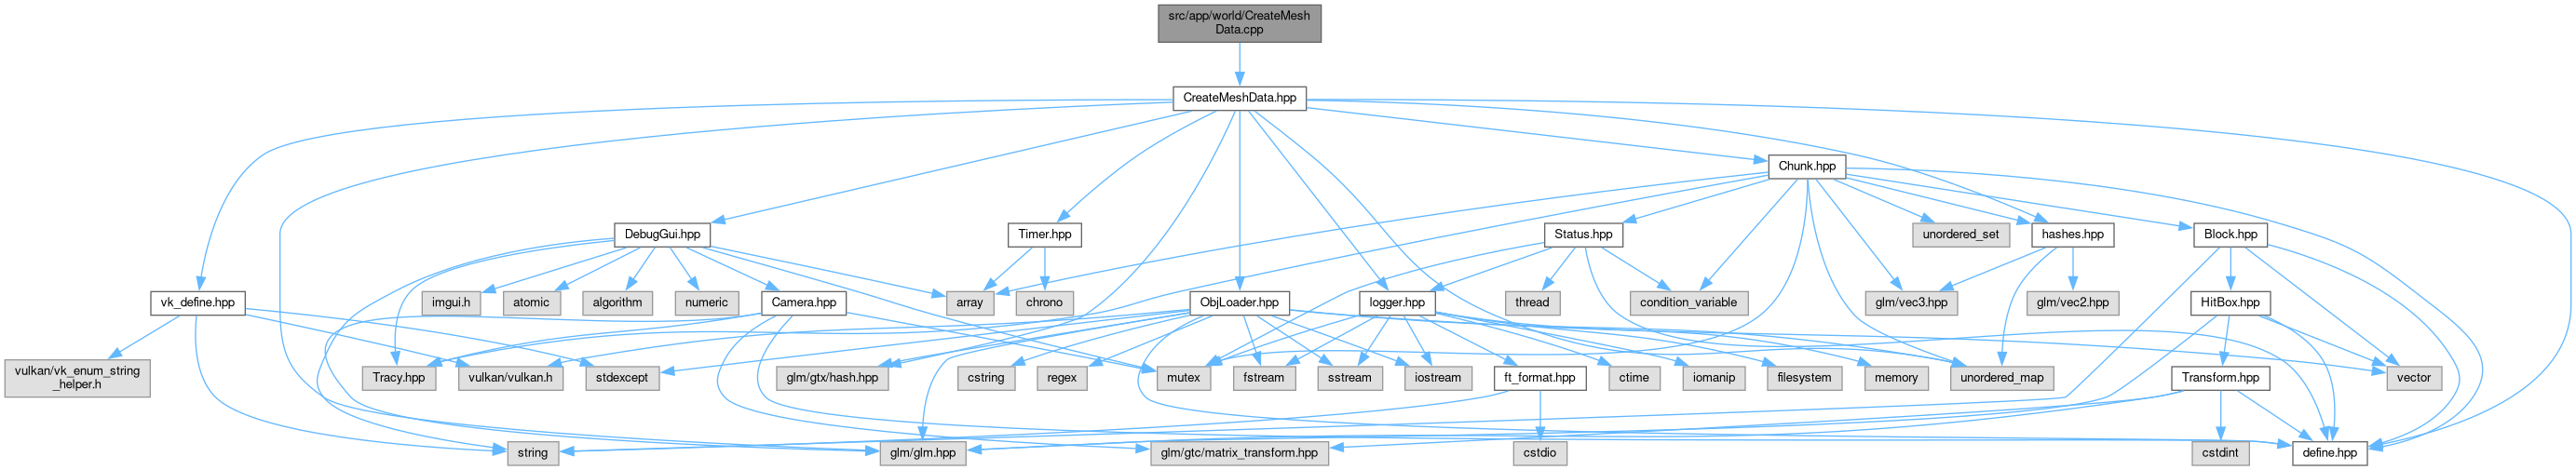 src/app/world/CreateMesh
Data.cpp
CreateMeshData.hpp
Chunk.hpp
DebugGui.hpp
Timer.hpp
Status.hpp
unordered_set
hashes.hpp
Block.hpp
vk_define.hpp
imgui.h
atomic
algorithm
numeric
Camera.hpp
array
chrono
ObjLoader.hpp
logger.hpp
thread
condition_variable
glm/vec3.hpp
glm/vec2.hpp
HitBox.hpp
vulkan/vk_enum_string
_helper.h
Tracy.hpp
vulkan/vulkan.h
stdexcept
glm/gtx/hash.hpp
cstring
regex
mutex
fstream
sstream
iostream
ft_format.hpp
ctime
iomanip
filesystem
memory
unordered_map
Transform.hpp
vector
string
glm/glm.hpp
glm/gtc/matrix_transform.hpp
cstdio
cstdint
define.hpp